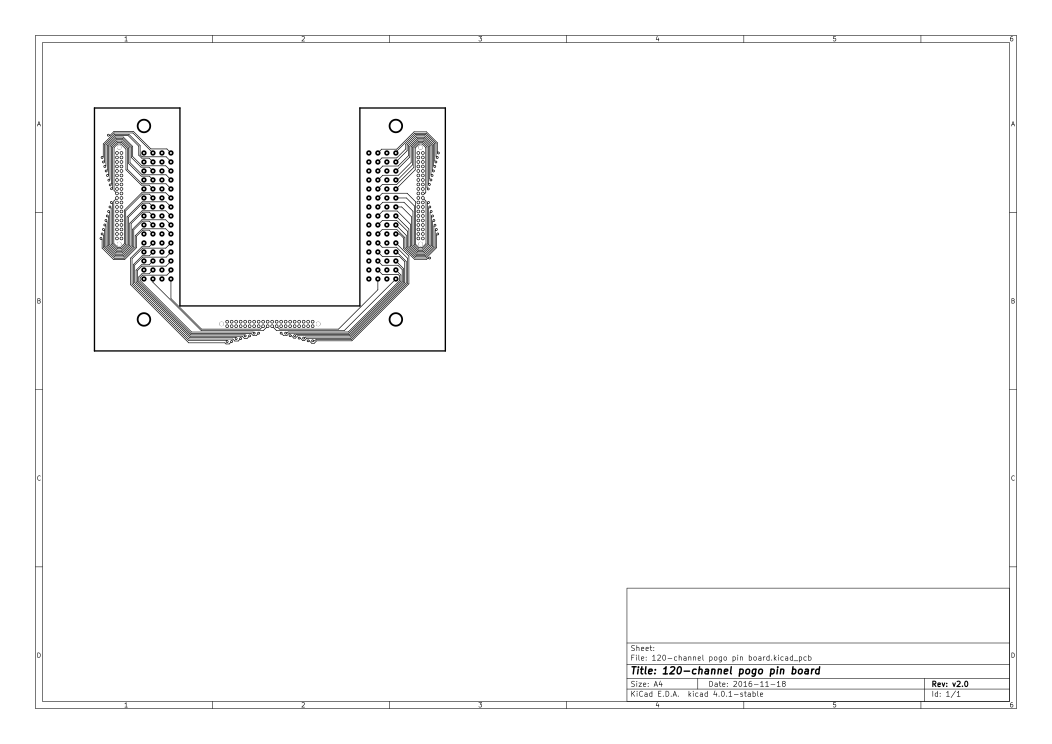 1 2 3 4 5 6
A A
B B
C C
D D
Sheet:
File: 120-channel pogo pin board.kicad_pcb
Title: 120-channel pogo pin board
Size: A4 Date: 2016-11-18 Rev: v2.0
KiCad E.D.A. kicad 4.0.1-stable Id: 1/1
1 2 3 4 5 6